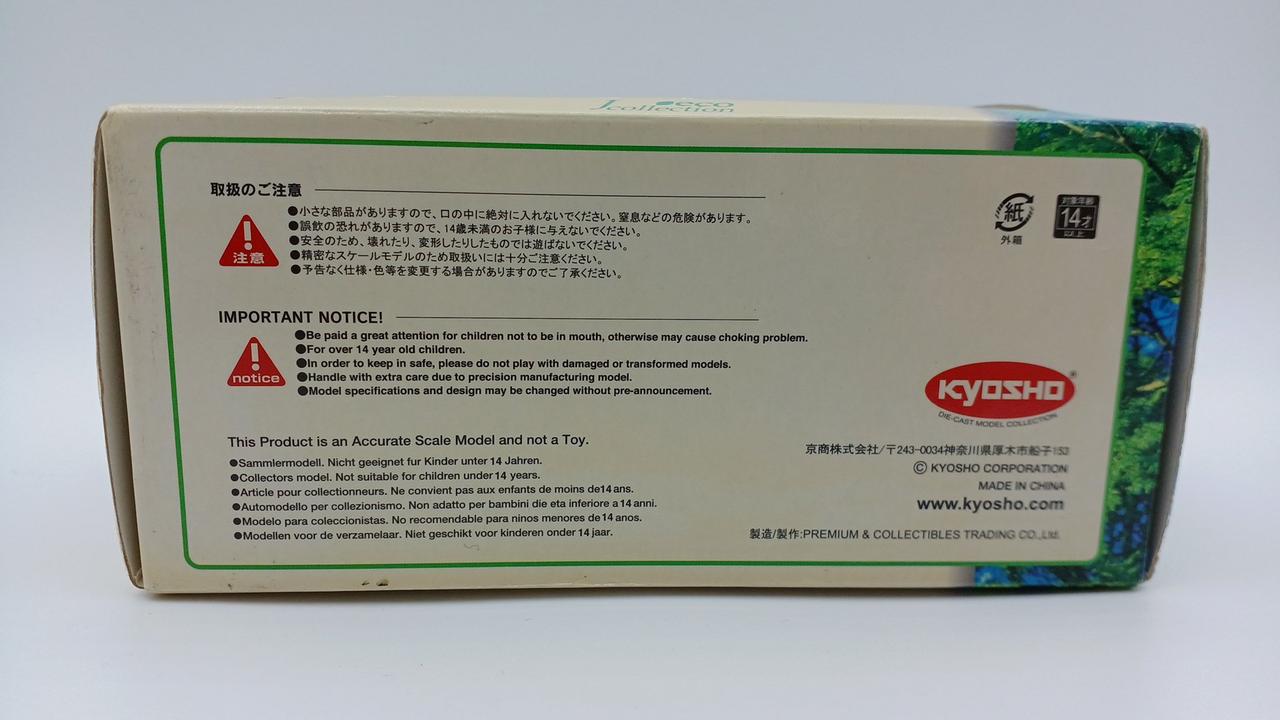 J eco
collection
取扱のご注意
注意
●小さな部品がありますので、口の中に絶対に入れないでください。窒息などの危険があります。
●誤飲の恐れがありますので、14歳未満のお子様に与えないでください。
●安全のため、壊れたり、変形したりしたものでは遊ばないでください。
●精密なスケールモデルのため取扱いには十分ご注意ください。
●予告なく仕様・色等を変更する場合がありますのでご了承ください。
紙
外箱
対象年齢
14才
以上
IMPORTANT NOTICE!
notice
●Be paid a great attention for children not to be in mouth, otherwise may cause choking problem.
●For over 14 year old children.
●In order to keep in safe, please do not play with damaged or transformed models.
●Handle with extra care due to precision manufacturing model.
●Model specifications and design may be changed without pre-announcement.
This Product is an Accurate Scale Model and not a Toy.
●Sammlermodell. Nicht geeignet fur Kinder unter 14 Jahren.
●Collectors model. Not suitable for children under 14 years.
●Article pour collectionneurs. Ne convient pas aux enfants de moins de14 ans.
●Automodello per collezionismo. Non adatto per bambini die eta inferiore a 14 anni.
●Modelo para coleccionistas. No recomendable para ninos menores de 14 anos.
●Modellen voor de verzamelaar. Niet geschikt voor kinderen onder 14 jaar.
KYOSHO®
DIE-CAST MODEL COLLECTION
京商株式会社/〒243-0034神奈川県厚木市船子153
© KYOSHO CORPORATION
MADE IN CHINA
www.kyosho.com
製造/製作:PREMIUM & COLLECTIBLES TRADING CO.,Ltd.